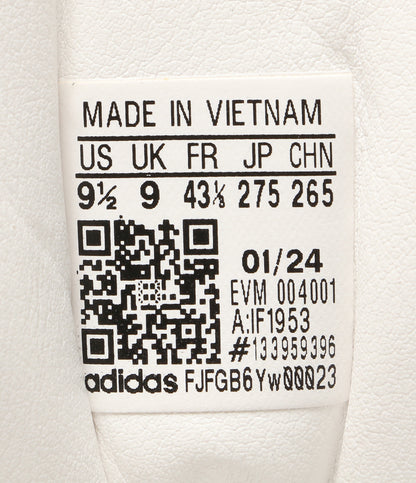 MADE IN VIETNAM
US UK FR JP CHN
9½ 9 43⅓ 275 265
01/24
EVM 004001
A:IF1953
#133959396
adidas FJFGB6Yw00023